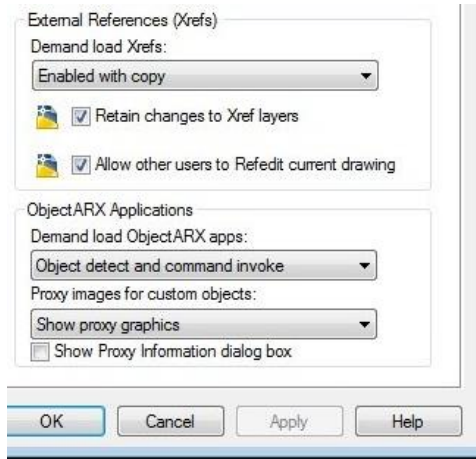 External References (Xrefs)
Demand load Xrefs:
Enabled with copy
Retain changes to Xref layers
Allow other users to Refedit current drawing
ObjectARX Applications
Demand load ObjectARX apps:
Object detect and command invoke
Proxy images for custom objects:
Show proxy graphics
Show Proxy Information dialog box
OK Cancel Apply Help